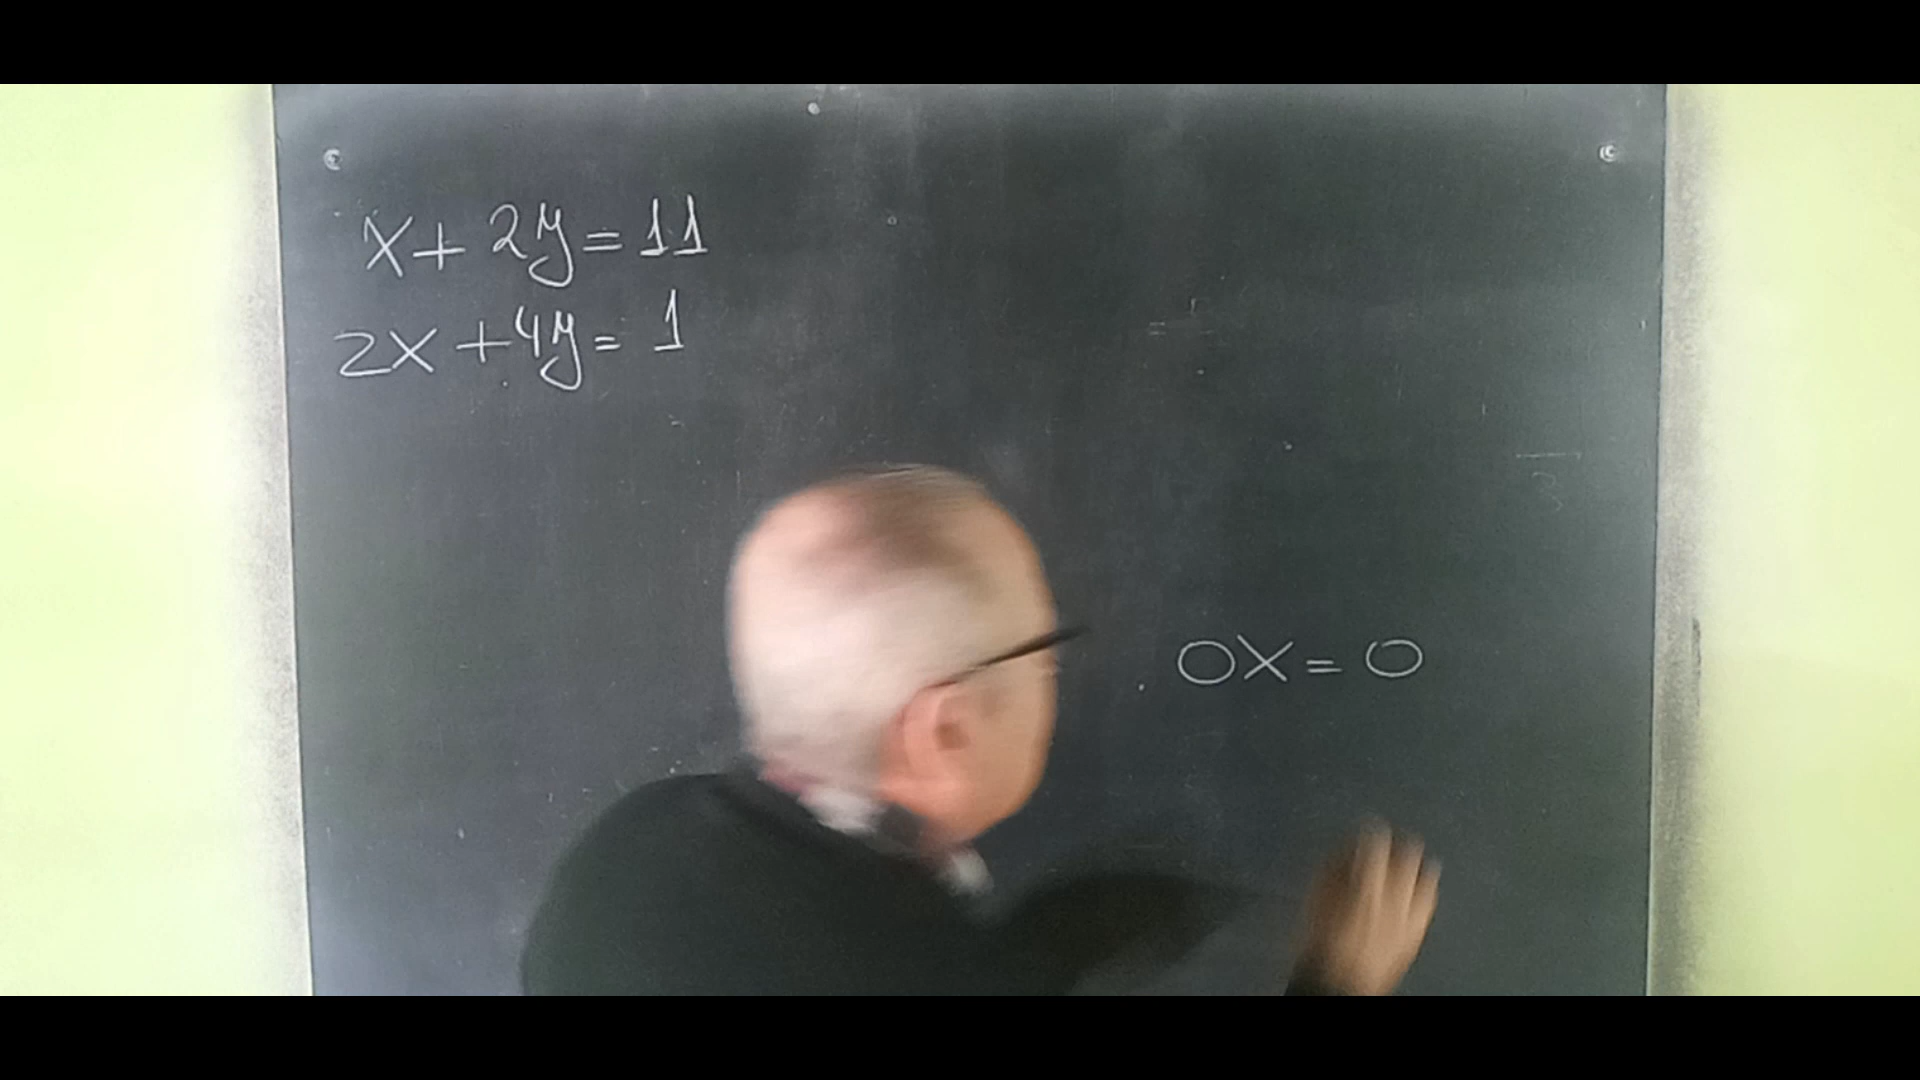 x + 2y = 11
2x + 4y = 1
0x = 0